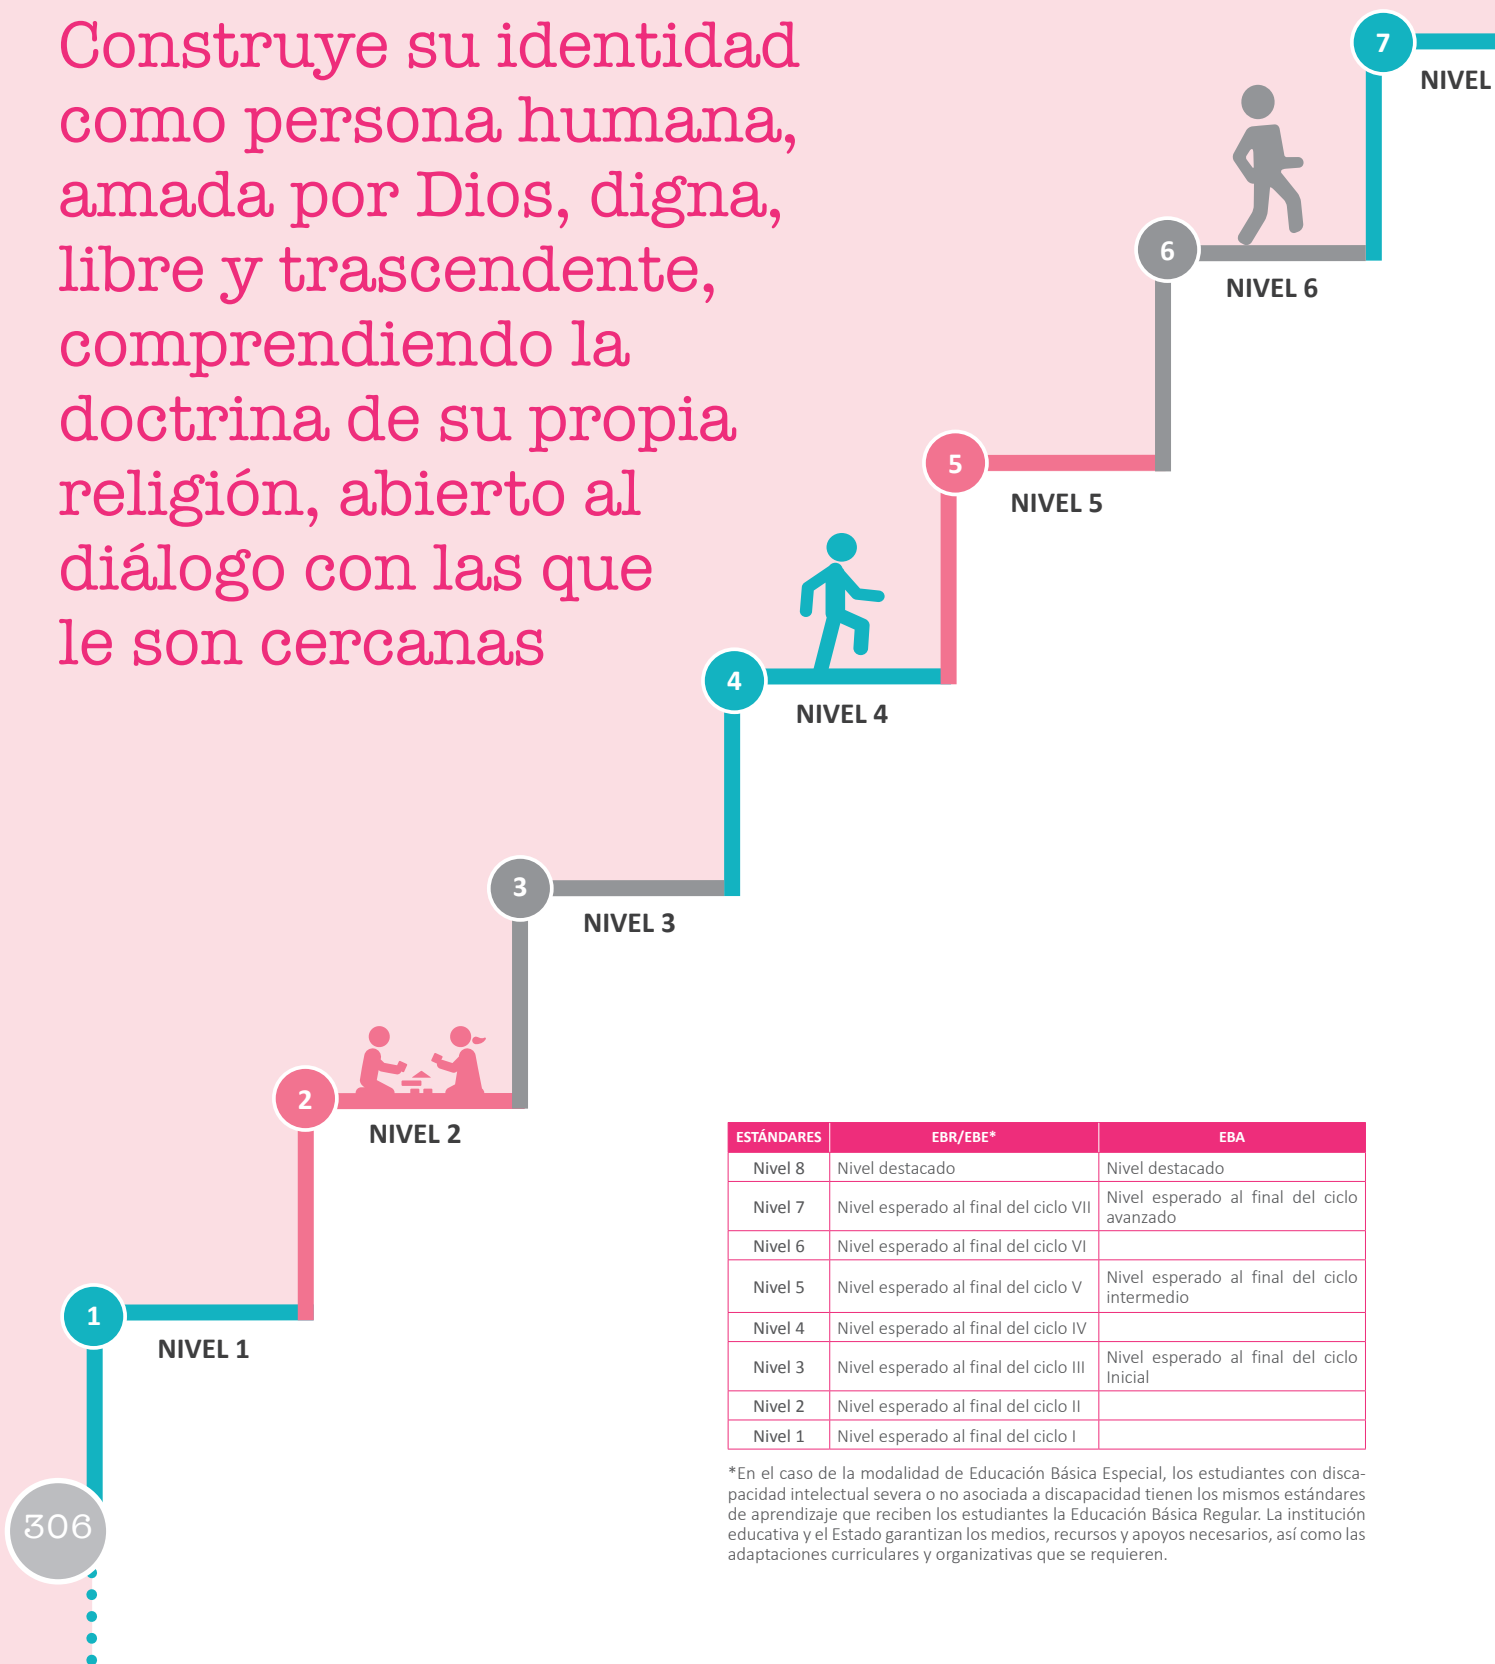 Construye su identidad
como persona humana,
amada por Dios, digna,
libre y trascendente,
comprendiendo la
doctrina de su propia
religión, abierto al
diálogo con las que
le son cercanas
7
NIVEL
6
NIVEL 6
5
NIVEL 5
4
NIVEL 4
3
NIVEL 3
2
NIVEL 2
1
NIVEL 1
ESTÁNDARES EBR/EBE* EBA
Nivel 8 Nivel destacado Nivel destacado
Nivel 7 Nivel esperado al final del ciclo VII Nivel esperado al final del ciclo
avanzado
Nivel 6 Nivel esperado al final del ciclo VI
Nivel 5 Nivel esperado al final del ciclo V Nivel esperado al final del ciclo
intermedio
Nivel 4 Nivel esperado al final del ciclo IV
Nivel 3 Nivel esperado al final del ciclo III Nivel esperado al final del ciclo
Inicial
Nivel 2 Nivel esperado al final del ciclo II
Nivel 1 Nivel esperado al final del ciclo I
*En el caso de la modalidad de Educación Básica Especial, los estudiantes con disca-
pacidad intelectual severa o no asociada a discapacidad tienen los mismos estándares
de aprendizaje que reciben los estudiantes la Educación Básica Regular. La institución
educativa y el Estado garantizan los medios, recursos y apoyos necesarios, así como las
adaptaciones curriculares y organizativas que se requieren.
306